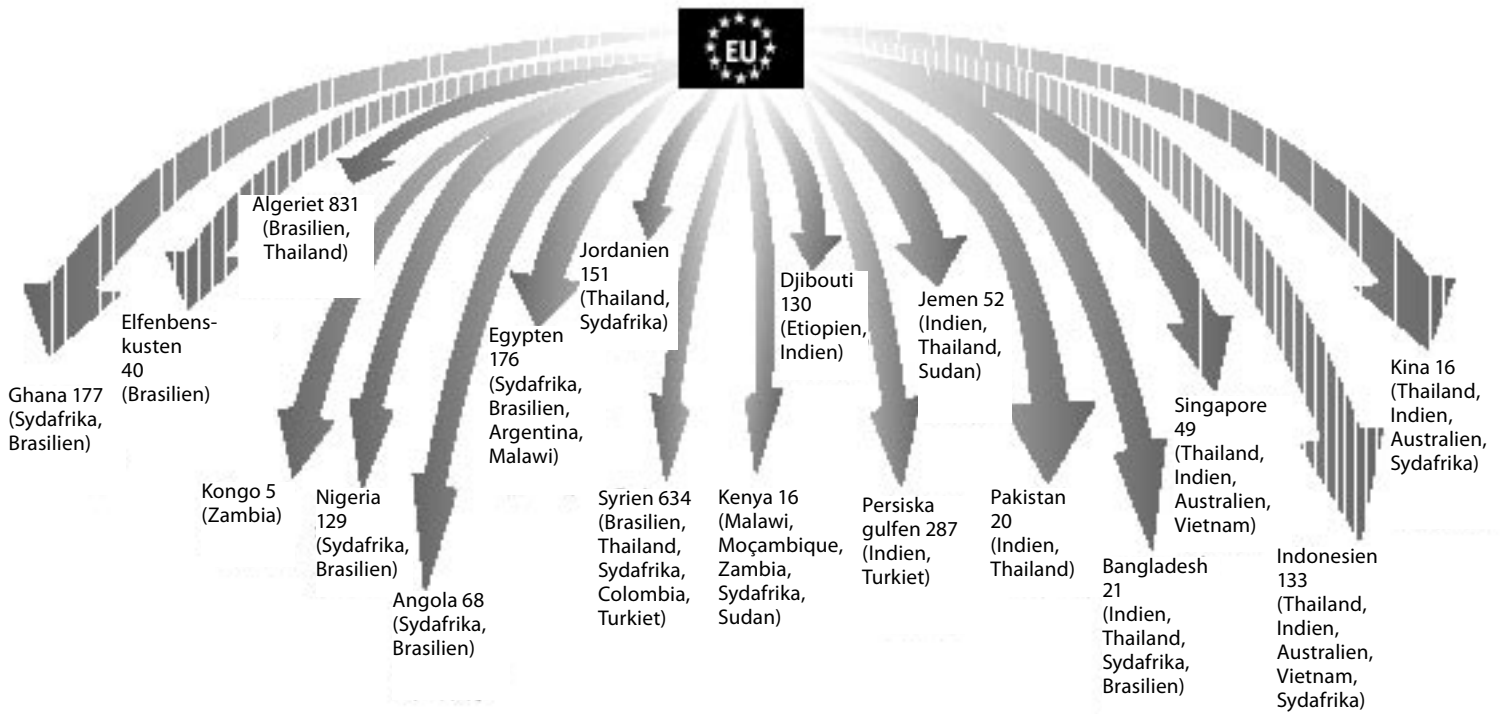 EU
Algeriet 831
(Brasilien,
Thailand)
Jordanien
151
(Thailand,
Sydafrika)
Djibouti
130
(Etiopien,
Indien)
Jemen 52
(Indien,
Thailand,
Sudan)
Elfenbens-
kusten
40
(Brasilien)
Ghana 177
(Sydafrika,
Brasilien)
Egypten
176
(Sydafrika,
Brasilien,
Argentina,
Malawi)
Kina 16
(Thailand,
Indien,
Australien,
Sydafrika)
Singapore
49
(Thailand,
Indien,
Australien,
Vietnam)
Kongo 5
(Zambia)
Nigeria
129
(Sydafrika,
Brasilien)
Angola 68
(Sydafrika,
Brasilien)
Syrien 634
(Brasilien,
Thailand,
Sydafrika,
Colombia,
Turkiet)
Kenya 16
(Malawi,
Moçambique,
Zambia,
Sydafrika,
Sudan)
Persiska
gulfen 287
(Indien,
Turkiet)
Pakistan
20
(Indien,
Thailand)
Bangladesh
21
(Indien,
Thailand,
Sydafrika,
Brasilien)
Indonesien
133
(Thailand,
Indien,
Australien,
Vietnam,
Sydafrika)